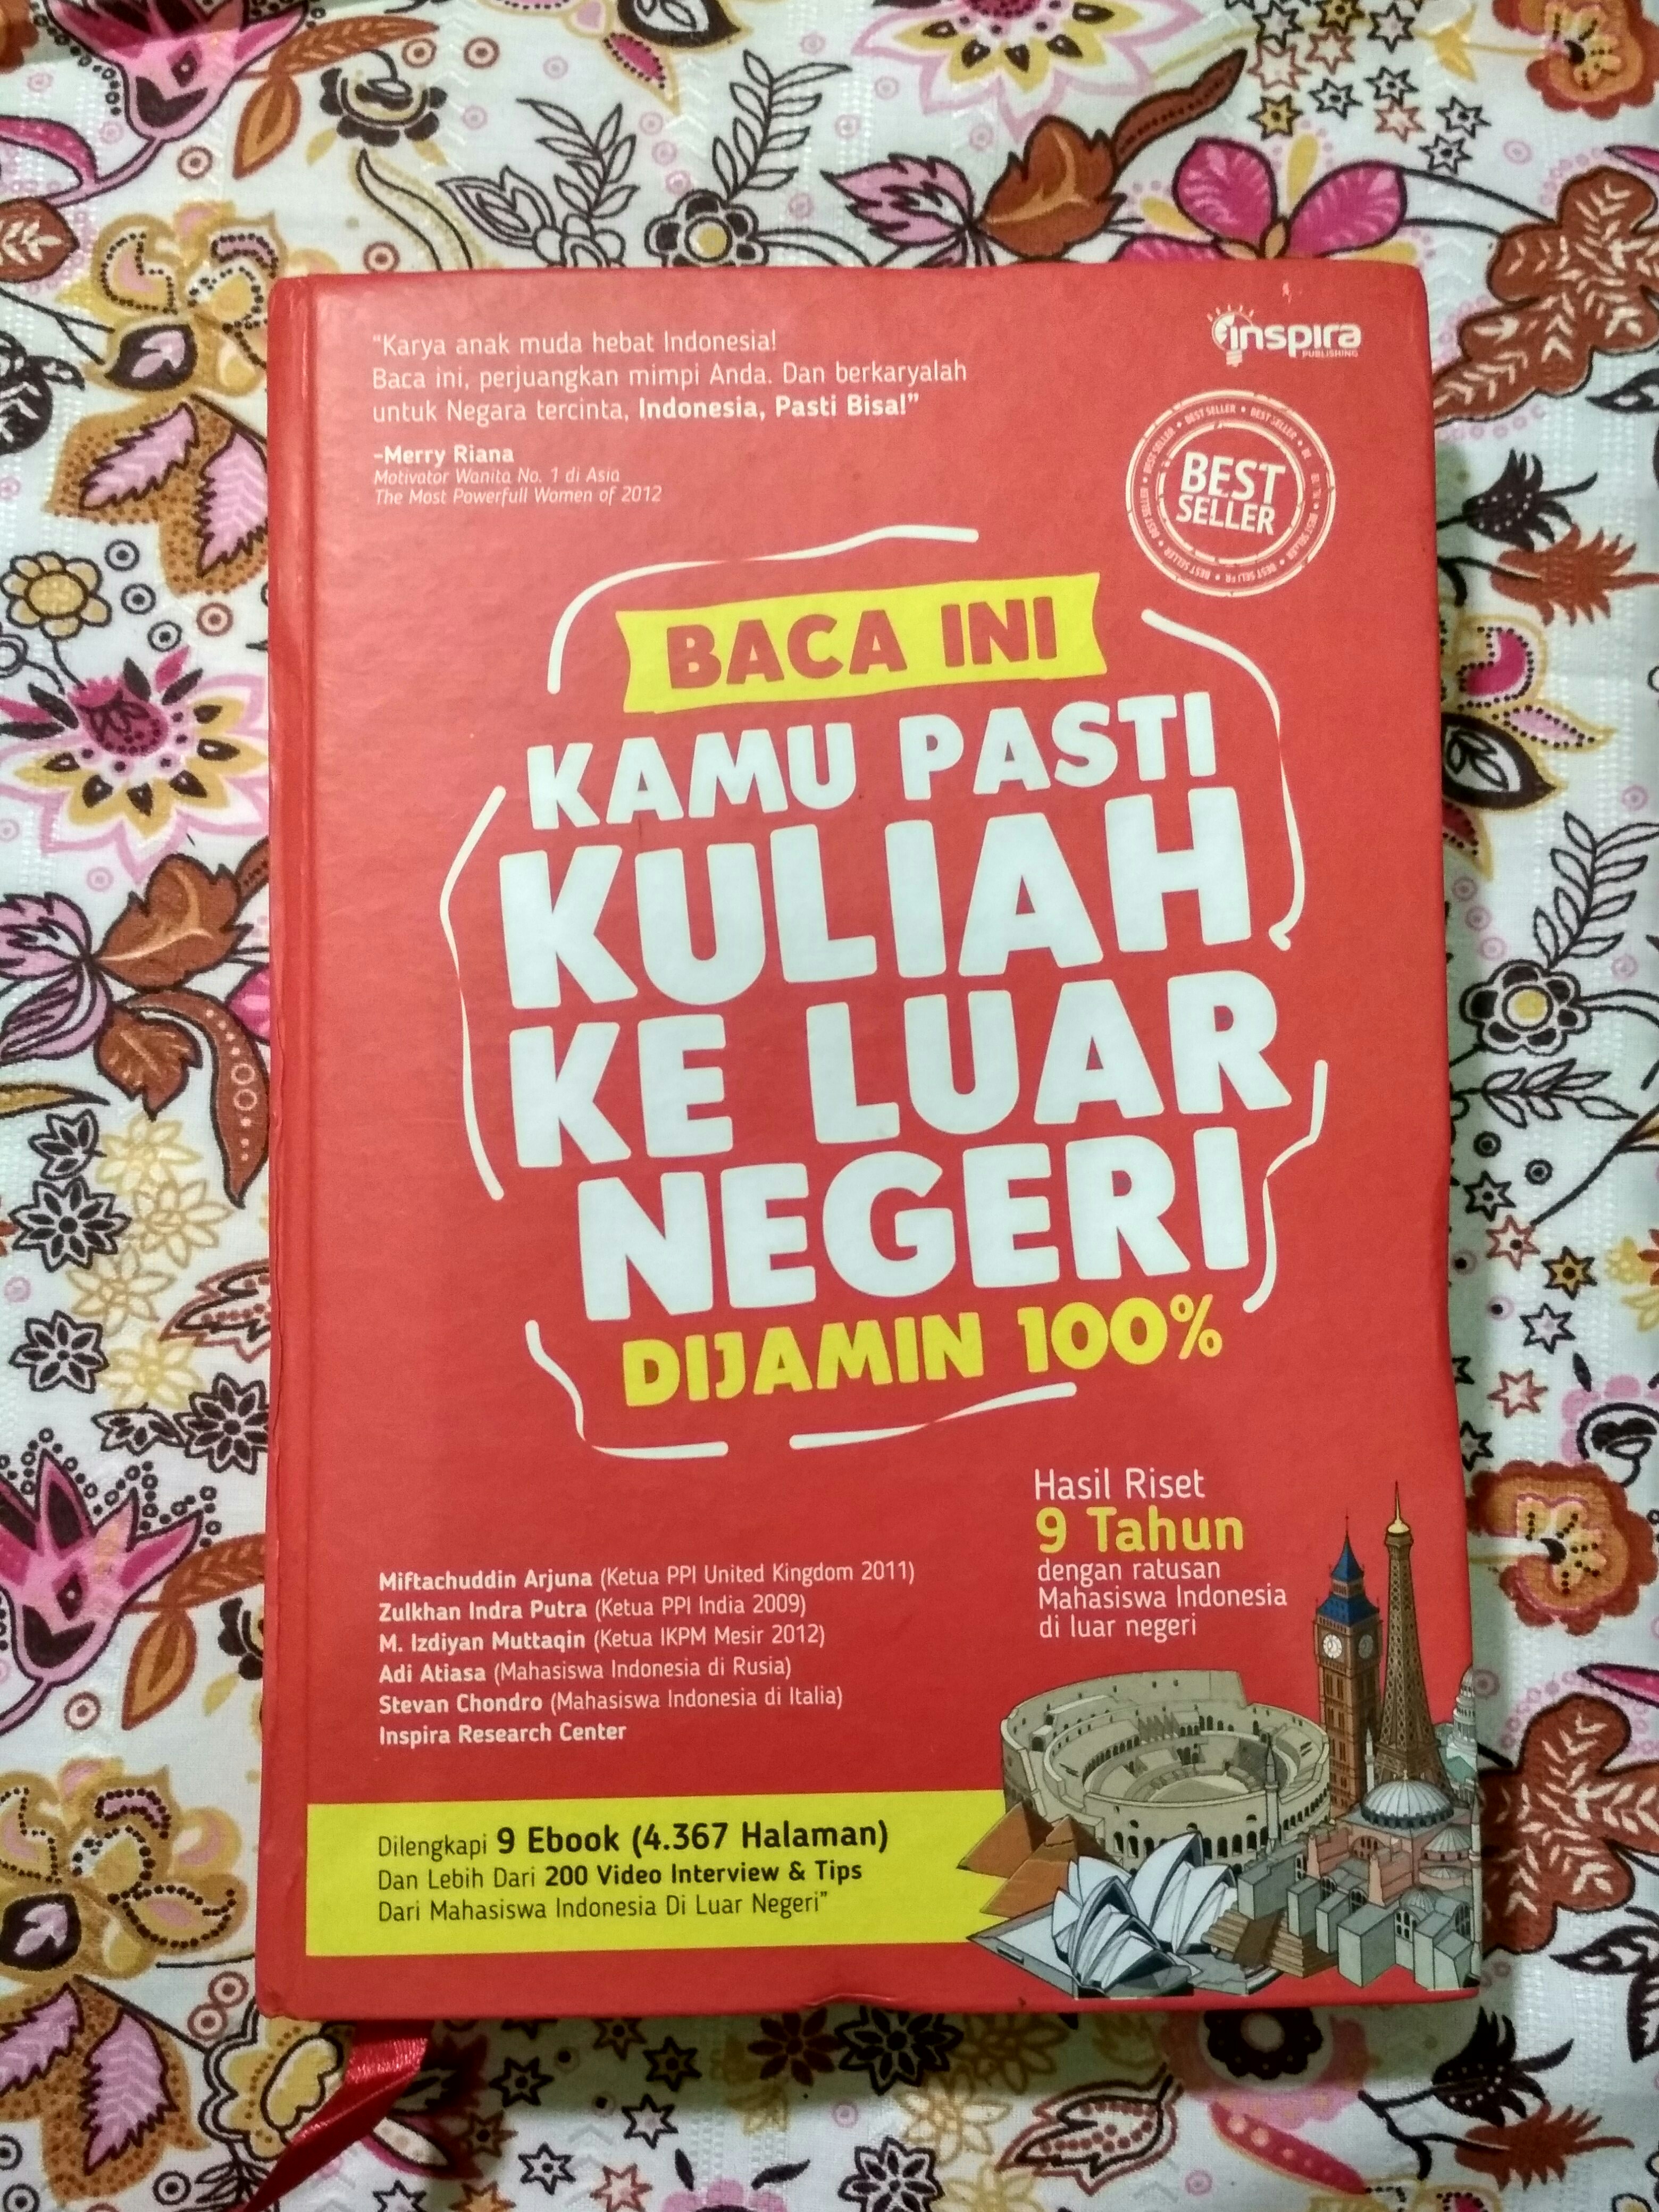 "Karya anak muda hebat Indonesia!
Baca ini, perjuangkan mimpi Anda. Dan berkaryalah
untuk Negara tercinta, Indonesia, Pasti Bisa!"
-Merry Riana
Motivator Wanita No. 1 di Asia
The Most Powerfull Women of 2012
inspira
PUBLISHING
BEST
SELLER
BACA INI
KAMU PASTI
KULIAH
KE LUAR
NEGERI
DIJAMIN 100%
Hasil Riset
9 Tahun
dengan ratusan
Mahasiswa Indonesia
di luar negeri
Miftachuddin Arjuna (Ketua PPI United Kingdom 2011)
Zulkhan Indra Putra (Ketua PPI India 2009)
M. Izdiyan Muttaqin (Ketua IKPM Mesir 2012)
Adi Atiasa (Mahasiswa Indonesia di Rusia)
Stevan Chondro (Mahasiswa Indonesia di Italia)
Inspira Research Center
Dilengkapi 9 Ebook (4.367 Halaman)
Dan Lebih Dari 200 Video Interview & Tips
Dari Mahasiswa Indonesia Di Luar Negeri"